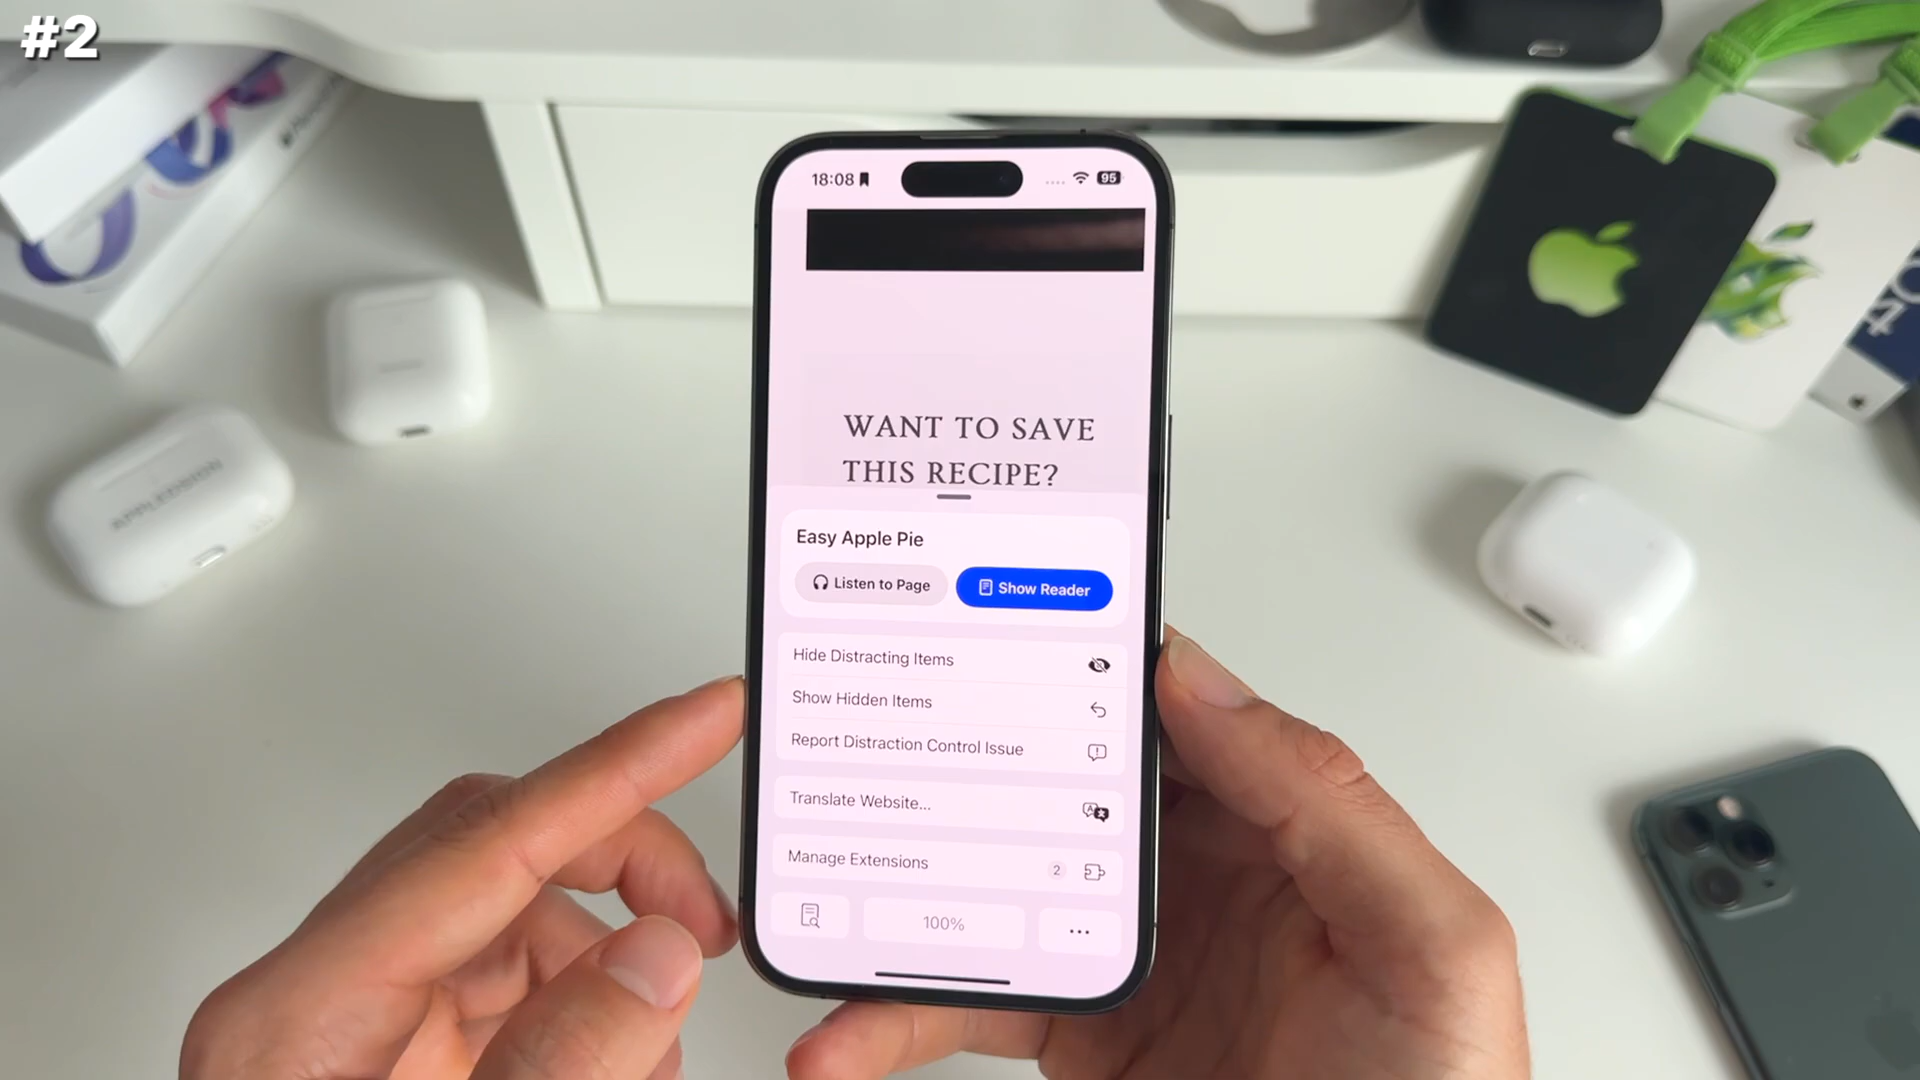 #2
18:08
95
WANT TO SAVE
THIS RECIPE?
Easy Apple Pie
Listen to Page
Show Reader
Hide Distracting Items
Show Hidden Items
Report Distraction Control Issue
Translate Website...
Manage Extensions
2
100%